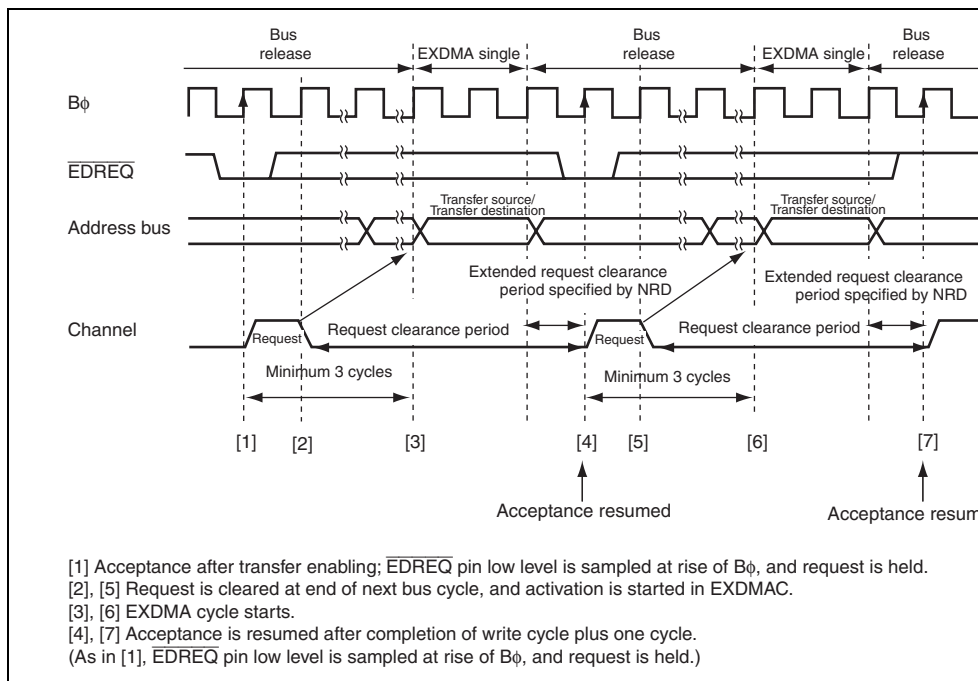 Bus release
EXDMA single
Bus release
EXDMA single
Bus release
Bφ
EDREQ
Address bus
Transfer source/
Transfer destination
Transfer source/
Transfer destination
Extended request clearance
period specified by NRD
Extended request clearance
period specified by NRD
Channel
Request
Request clearance period
Request
Request clearance period
Minimum 3 cycles
Minimum 3 cycles
[1] [2] [3] [4] [5] [6] [7]
Acceptance resumed
Acceptance resum
[1] Acceptance after transfer enabling; EDREQ pin low level is sampled at rise of Bφ, and request is held.
[2], [5] Request is cleared at end of next bus cycle, and activation is started in EXDMAC.
[3], [6] EXDMA cycle starts.
[4], [7] Acceptance is resumed after completion of write cycle plus one cycle.
(As in [1], EDREQ pin low level is sampled at rise of Bφ, and request is held.)